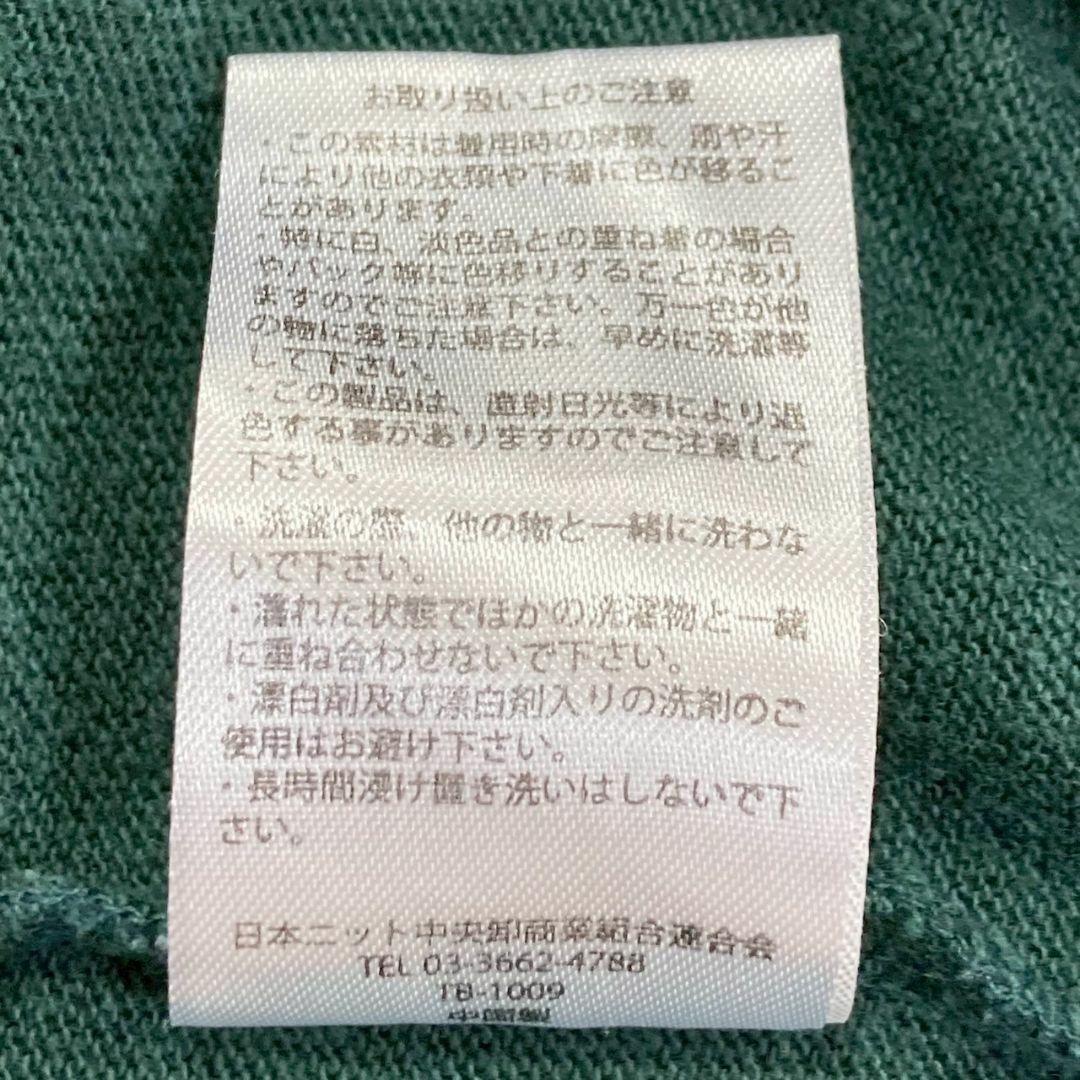 お取り扱い上のご注意
・この素材は着用時の摩擦、雨や汗
により他の衣類や下着に色が移るこ
とがあります。
・特に白、淡色品との重ね着の場合
やバック等に色移りすることがあり
ますのでご注意下さい。万一色が他
の物に落ちた場合は、早めに洗濯等
して下さい。
・この製品は、直射日光等により退
色する事がありますのでご注意して
下さい。
・洗濯の際、他の物と一緒に洗わな
いで下さい。
・濡れた状態でほかの洗濯物と一緒
に重ね合わせないで下さい。
・漂白剤及び漂白剤入りの洗剤のご
使用はお避け下さい。
・長時間浸け置き洗いはしないで下
さい。
日本ニット中央卸商業組合連合会
TEL 03-3662-4788
TB-1009
中国製